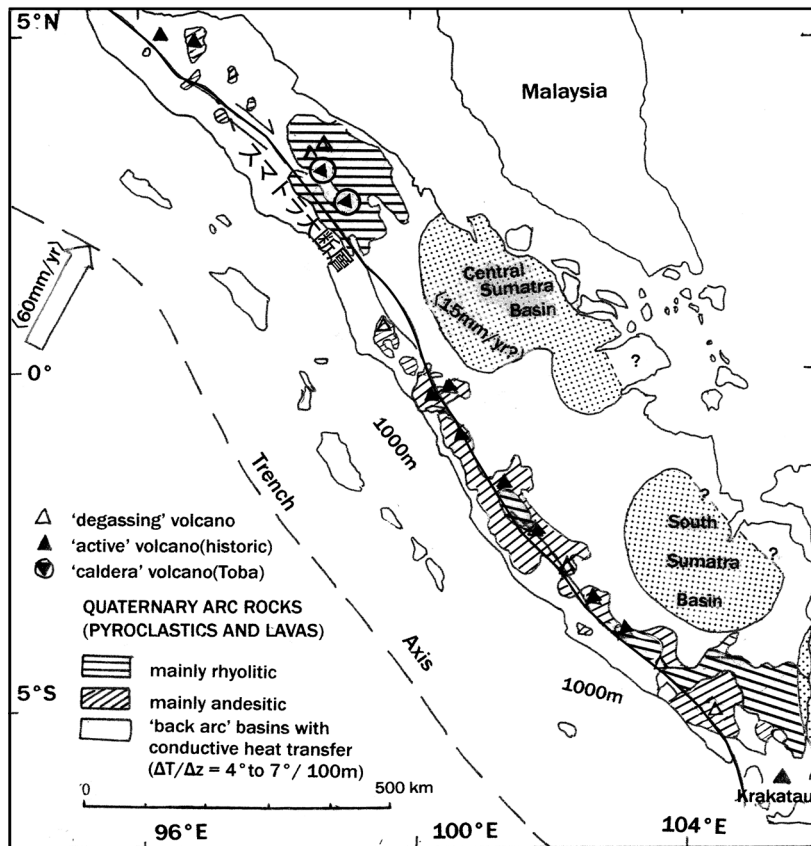 5°N
Malaysia
スマトラ
断層
(60mm/yr)
Central
Sumatra
Basin
(15mm/yr?)
?
0°
1000m
Trench
Axis
?
South
?
Sumatra
Basin
'degassing' volcano
'active' volcano(historic)
'caldera' volcano(Toba)
QUATERNARY ARC ROCKS
(PYROCLASTICS AND LAVAS)
mainly rhyolitic
mainly andesitic
'back arc' basins with
conductive heat transfer
(ΔT/Δz = 4° to 7°/ 100m)
5°S
1000m
0
500 km
Krakatau
96°E
100°E
104°E